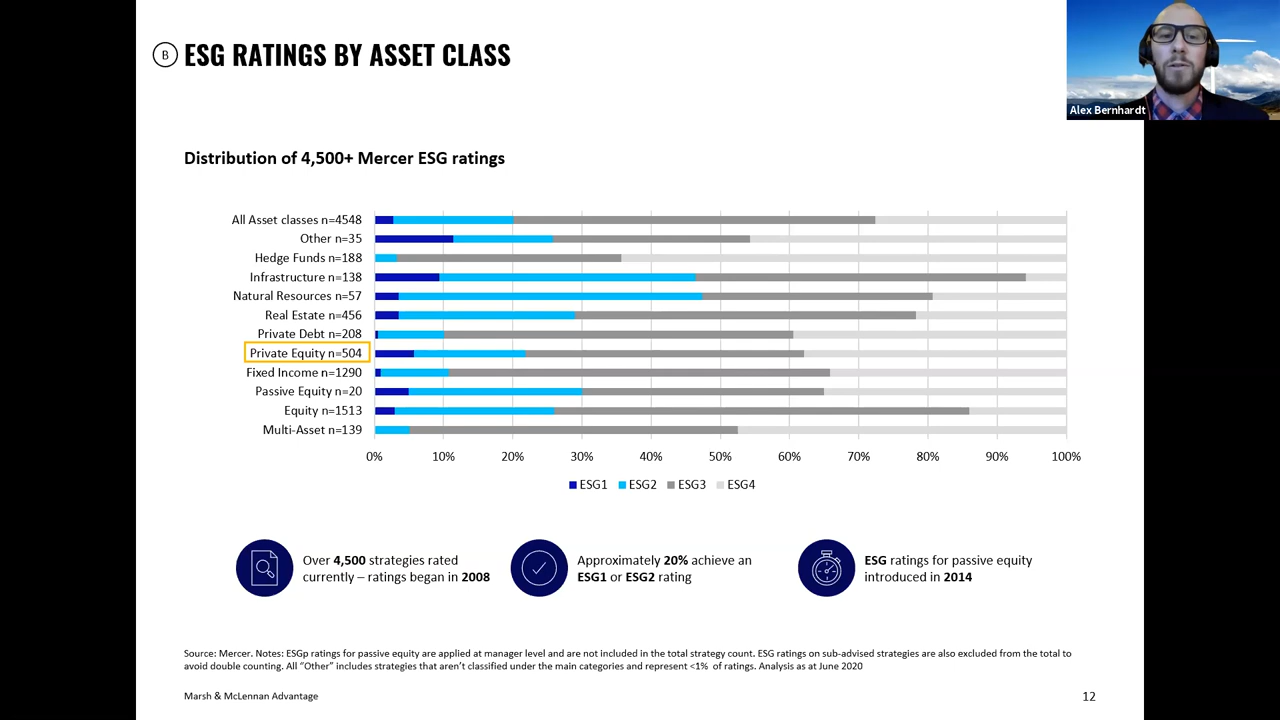 B
ESG RATINGS BY ASSET CLASS
Alex Bernhardt
Distribution of 4,500+ Mercer ESG ratings
All Asset classes n=4548
Other n=35
Hedge Funds n=188
Infrastructure n=138
Natural Resources n=57
Real Estate n=456
Private Debt n=208
Private Equity n=504
Fixed Income n=1290
Passive Equity n=20
Equity n=1513
Multi-Asset n=139
0% 10% 20% 30% 40% 50% 60% 70% 80% 90% 100%
ESG1 ESG2 ESG3 ESG4
Over 4,500 strategies rated
currently – ratings began in 2008
Approximately 20% achieve an
ESG1 or ESG2 rating
ESG ratings for passive equity
introduced in 2014
Source: Mercer. Notes: ESGp ratings for passive equity are applied at manager level and are not included in the total strategy count. ESG ratings on sub-advised strategies are also excluded from the total to
avoid double counting. All “Other” includes strategies that aren’t classified under the main categories and represent <1% of ratings. Analysis as at June 2020
Marsh & McLennan Advantage
12